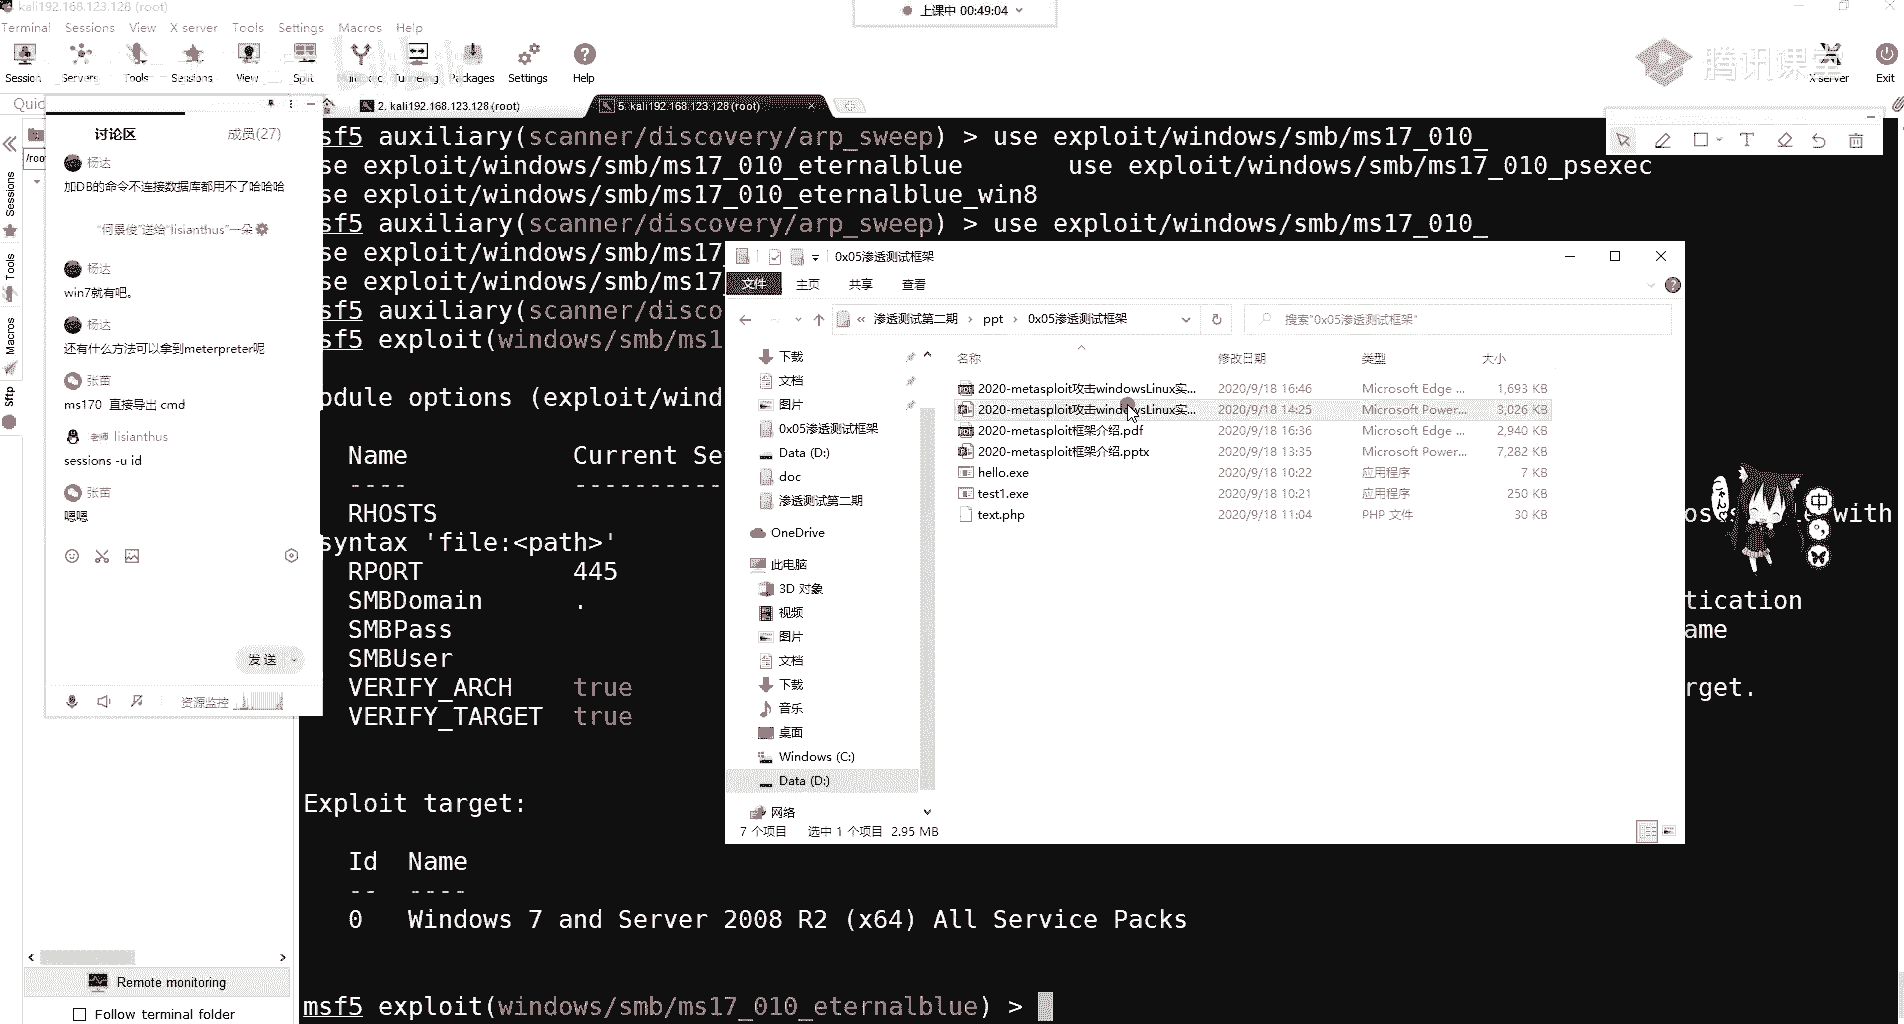 kali192.168.123.128 (root)
上课中 00:49:04
Terminal Sessions View X server Tools Settings Macros Help
Session Servers Tools Sessions View Split Tunneling Packages Settings Help
腾讯课堂
X server Exit
Quic
2. kali192.168.123.128 (root)
5. kali192.168.123.128 (root)
讨论区 成员(27)
杨达
加DB的命令不连接数据库都用不了哈哈哈
"何景俊"送给"lisianthus"一朵
杨达
win7就有吧。
杨达
还有什么方法可以拿到meterpreter呢
张苗
ms170 直接导出 cmd
老师 lisianthus
sessions -u id
张苗
嗯嗯
发送
资源监控
/root
Sessions
Tools
Macros
Sftp
Remote monitoring
Follow terminal folder
msf5 auxiliary(scanner/discovery/arp_sweep) > use exploit/windows/smb/ms17_010_
se exploit/windows/smb/ms17_010_eternalblue use exploit/windows/smb/ms17_010_psexec
se exploit/windows/smb/ms17_010_eternalblue_win8
msf5 auxiliary(scanner/discovery/arp_sweep) > use exploit/windows/smb/ms17_010_
se exploit/windows/smb/ms17
se exploit/windows/smb/ms17_
msf5 auxiliary(scanner/disco
msf5 exploit(windows/smb/ms1
odule options (exploit/wind
Name Current Se
---- ----------
RHOSTS
with
syntax 'file:<path>'
RPORT 445
SMBDomain .
tication
SMBPass
ame
SMBUser
VERIFY_ARCH true
rget.
VERIFY_TARGET true
Exploit target:
Id Name
-- ----
0 Windows 7 and Server 2008 R2 (x64) All Service Packs
msf5 exploit(windows/smb/ms17_010_eternalblue) >
0x05渗透测试框架
文件 主页 共享 查看
« 渗透测试第二期 › ppt › 0x05渗透测试框架
搜索"0x05渗透测试框架"
下载
文档
图片
0x05渗透测试框架
Data (D:)
doc
渗透测试第二期
OneDrive
此电脑
3D 对象
视频
图片
文档
下载
音乐
桌面
Windows (C:)
Data (D:)
网络
名称 修改日期 类型 大小
2020-metasploit攻击windowsLinux实... 2020/9/18 16:46 Microsoft Edge ... 1,693 KB
2020-metasploit攻击windowsLinux实... 2020/9/18 14:25 Microsoft Power... 3,026 KB
2020-metasploit框架介绍.pdf 2020/9/18 16:36 Microsoft Edge ... 2,940 KB
2020-metasploit框架介绍.pptx 2020/9/18 13:35 Microsoft Power... 7,282 KB
hello.exe 2020/9/18 10:22 应用程序 7 KB
test1.exe 2020/9/18 10:21 应用程序 250 KB
text.php 2020/9/18 11:04 PHP 文件 30 KB
7 个项目 选中 1 个项目 2.95 MB
中